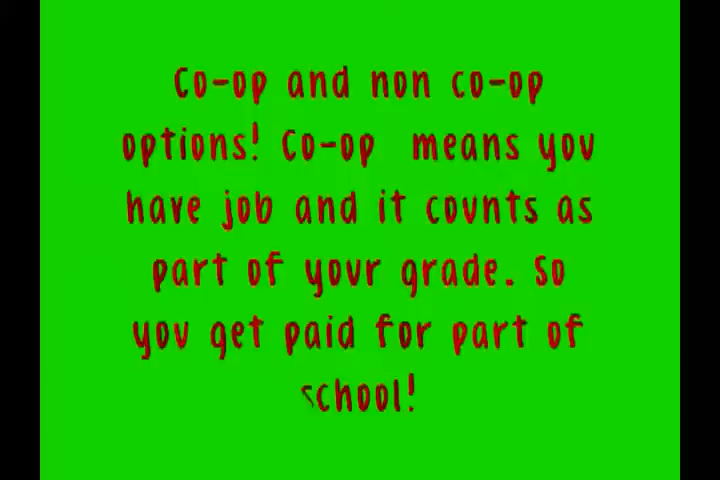 Co-op and non co-op
options! Co-op means you
have job and it counts as
part of your grade. So
you get paid for part of
school!